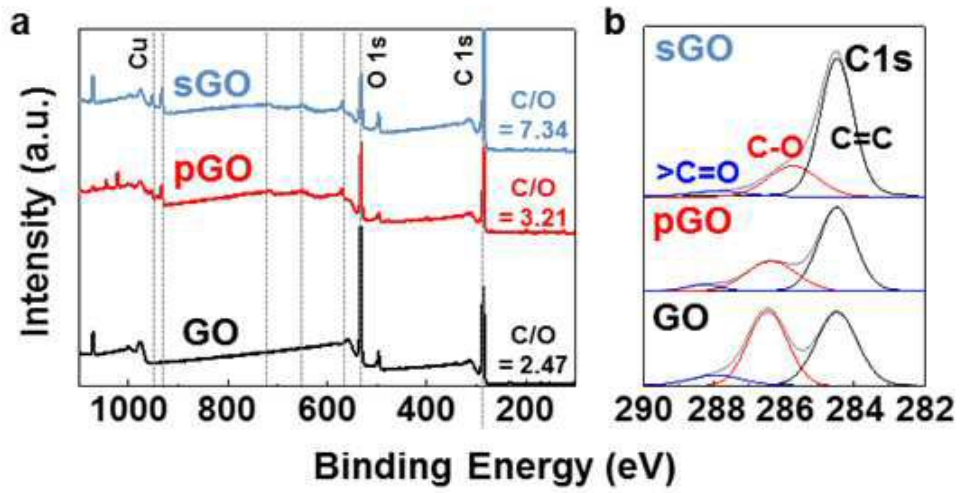 a
b
Cu
O 1s
C 1s
sGO
C/O
= 7.34
pGO
C/O
= 3.21
GO
C/O
= 2.47
1000 800 600 400 200
Intensity (a.u.)
sGO
C1s
C-O
C=C
>C=O
pGO
GO
290 288 286 284 282
Binding Energy (eV)